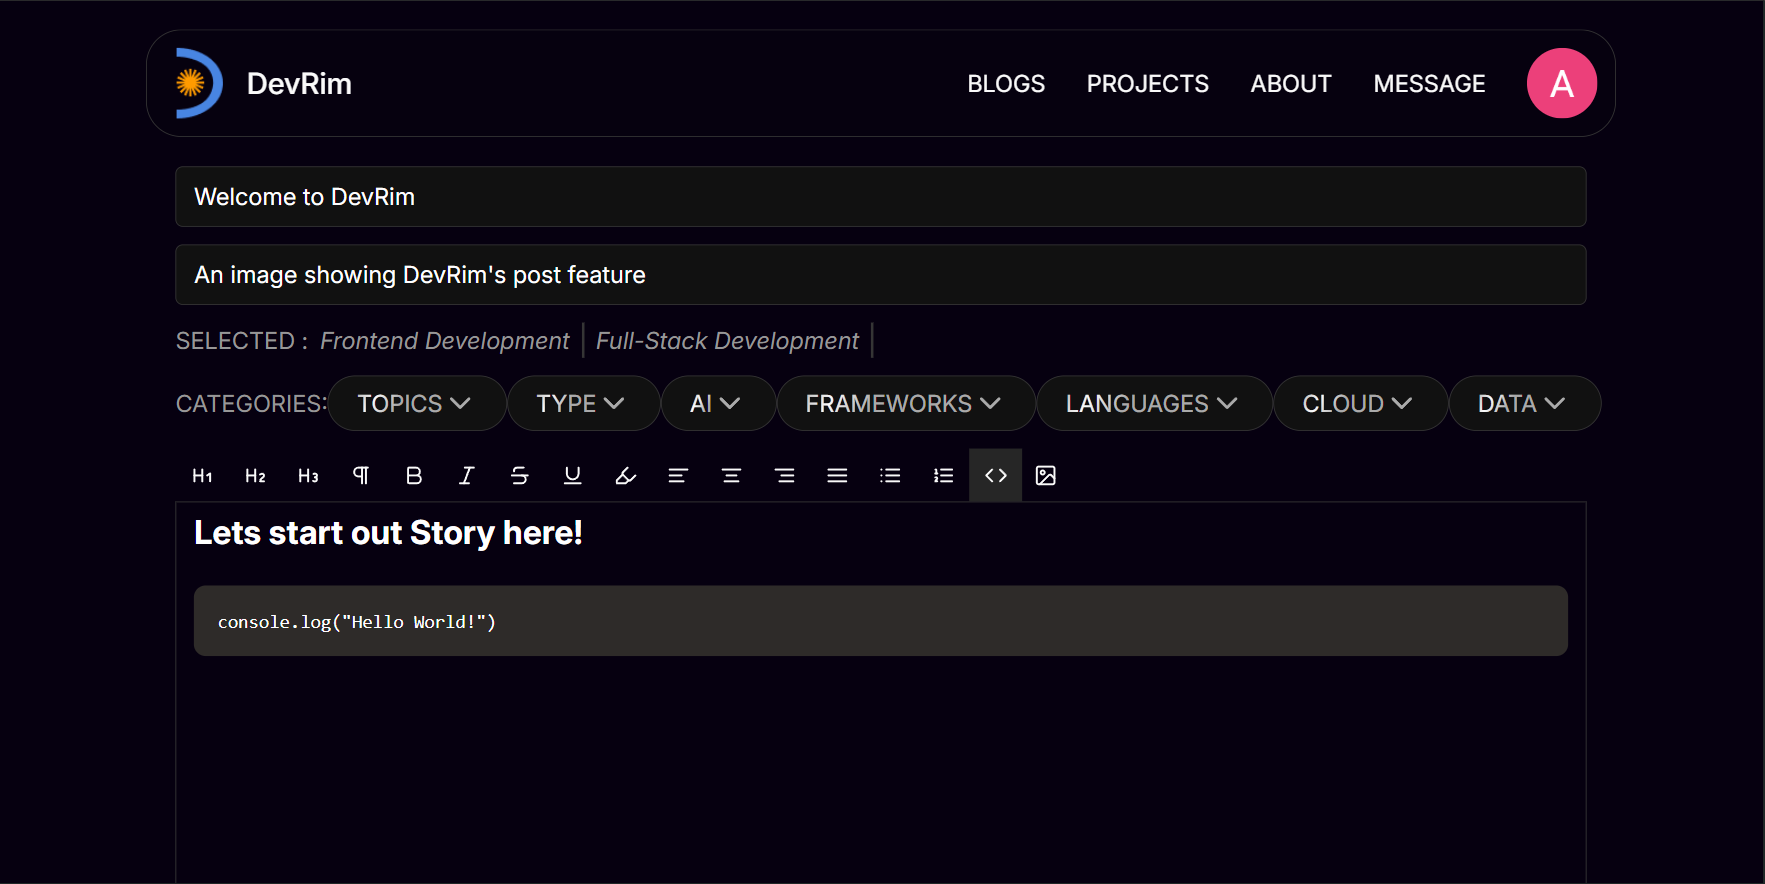 DevRim BLOGS PROJECTS ABOUT MESSAGE A
Welcome to DevRim
An image showing DevRim's post feature
SELECTED : Frontend Development Full-Stack Development
CATEGORIES: TOPICS TYPE AI FRAMEWORKS LANGUAGES CLOUD DATA
H1 H2 H3 ¶ B I S U
Lets start out Story here!
console.log("Hello World!")